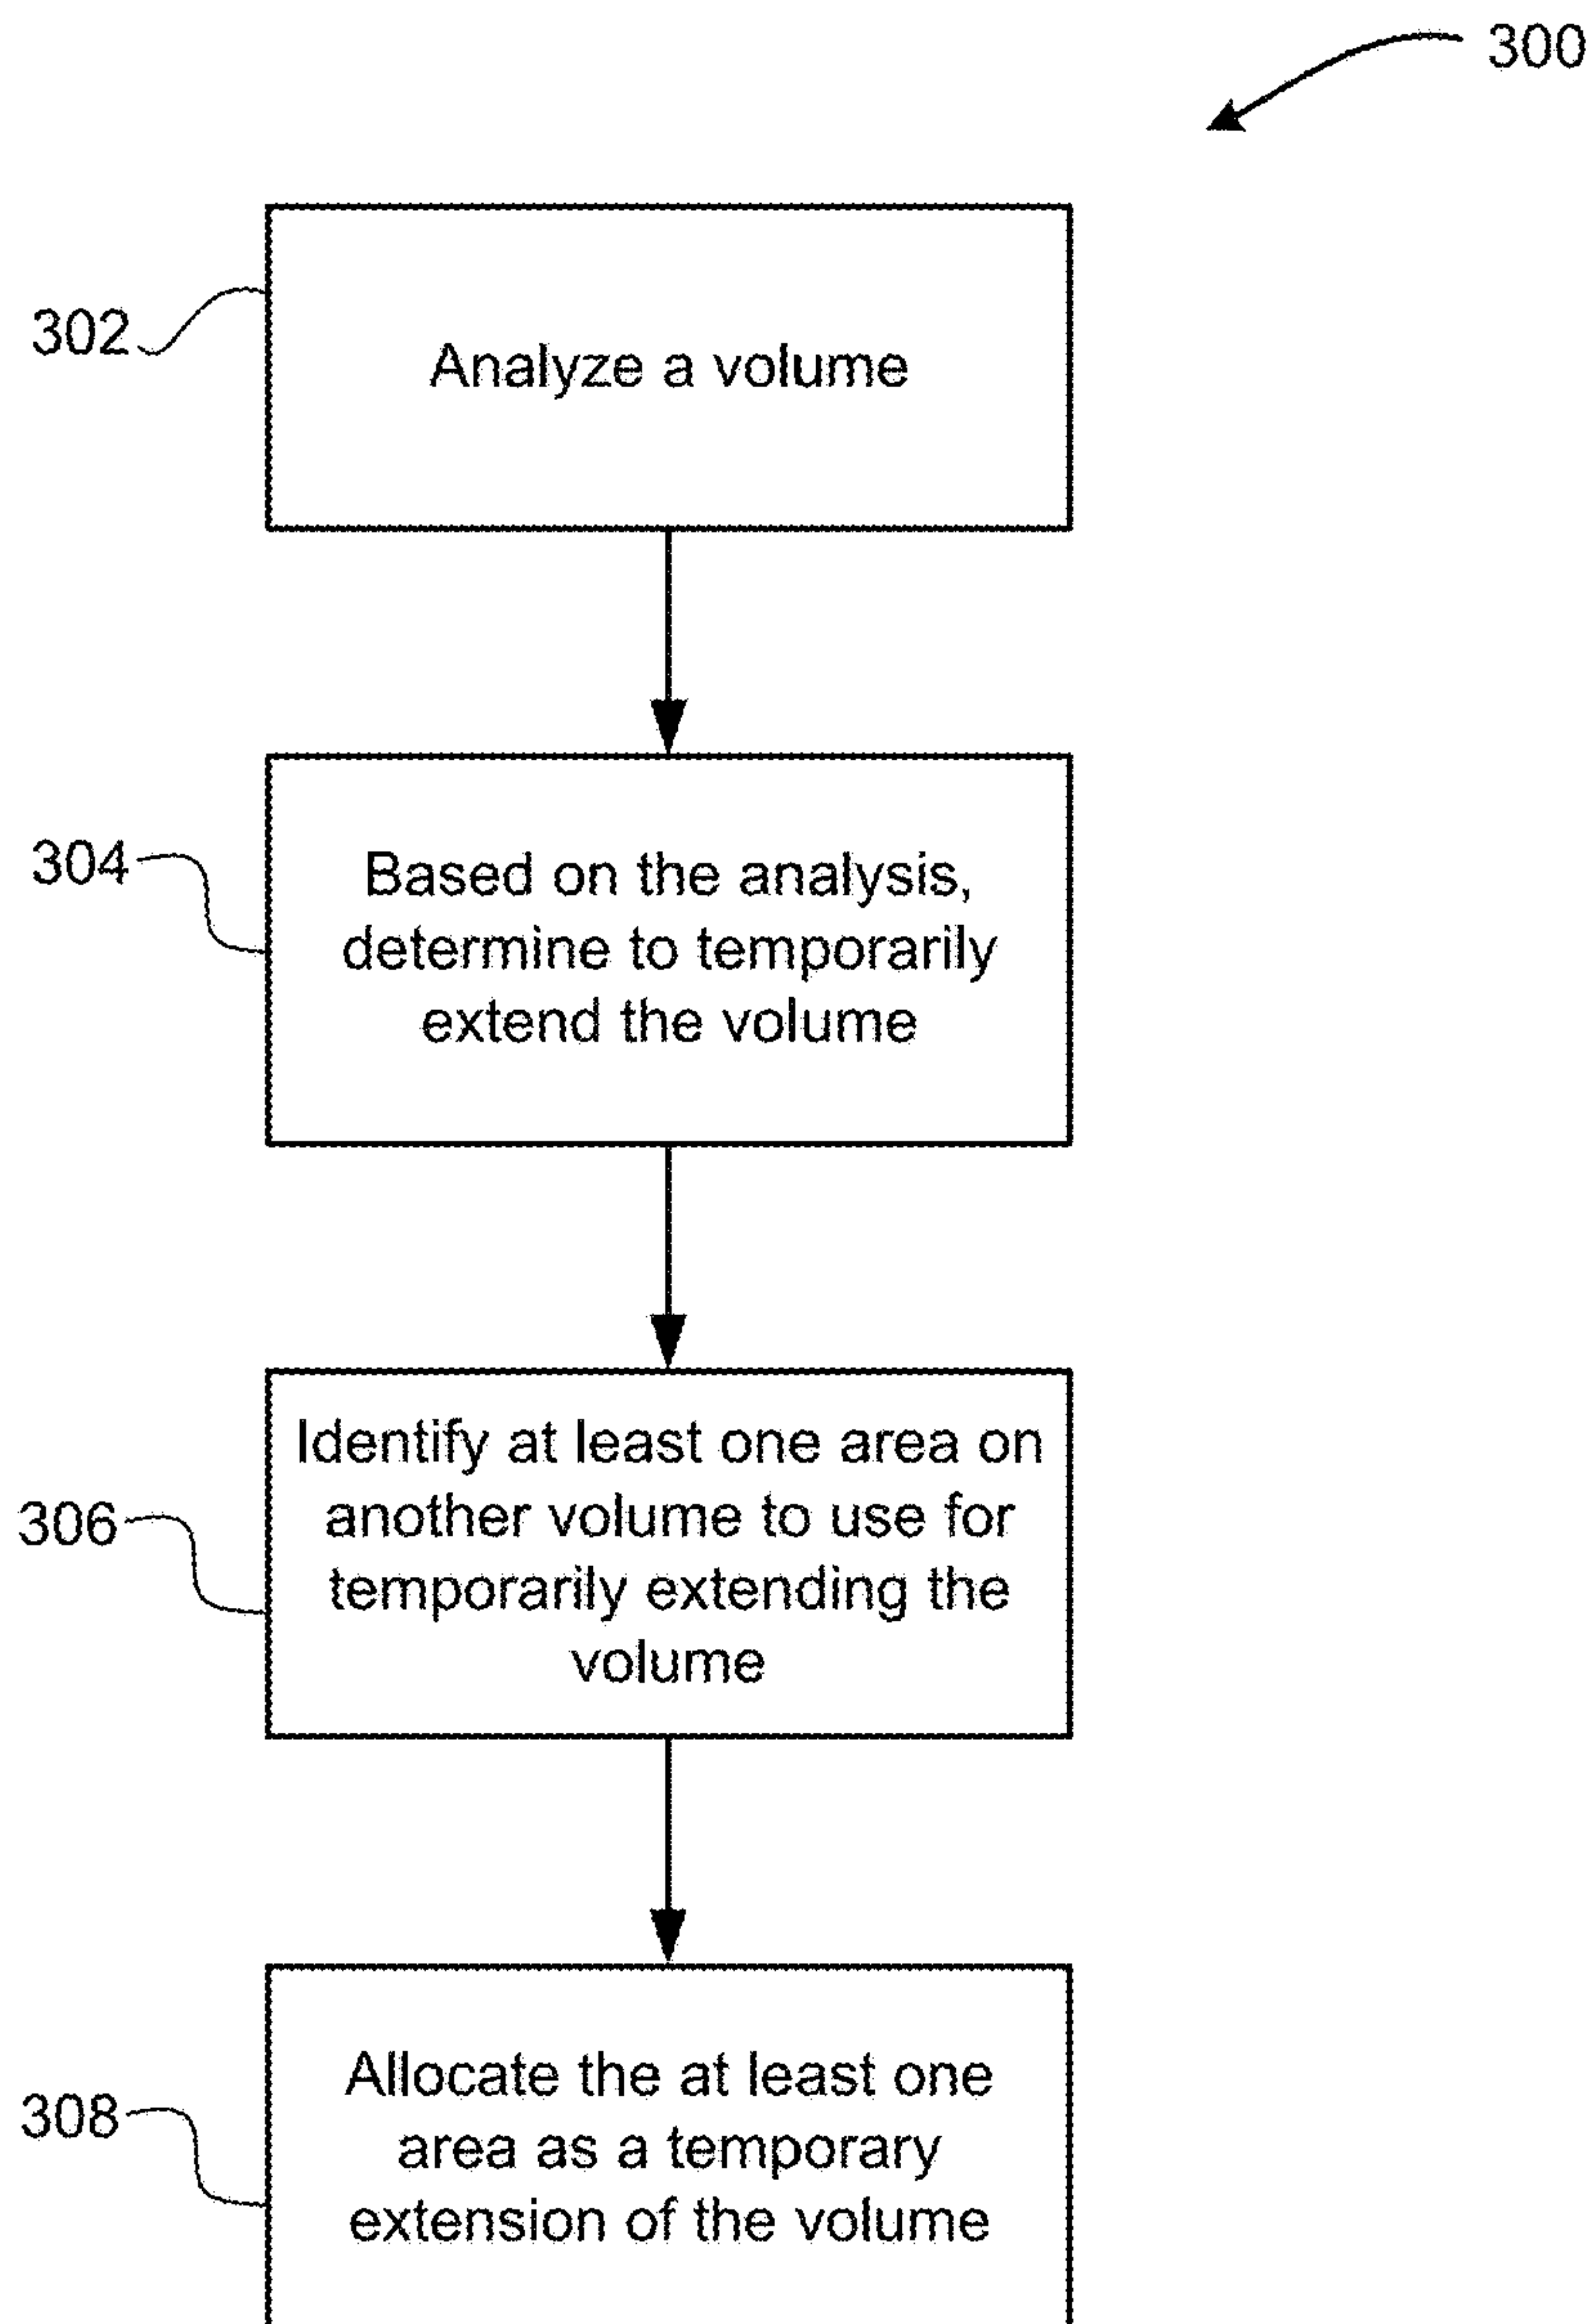 300
302
Analyze a volume
304
Based on the analysis,
determine to temporarily
extend the volume
306
Identify at least one area on
another volume to use for
temporarily extending the
volume
308
Allocate the at least one
area as a temporary
extension of the volume